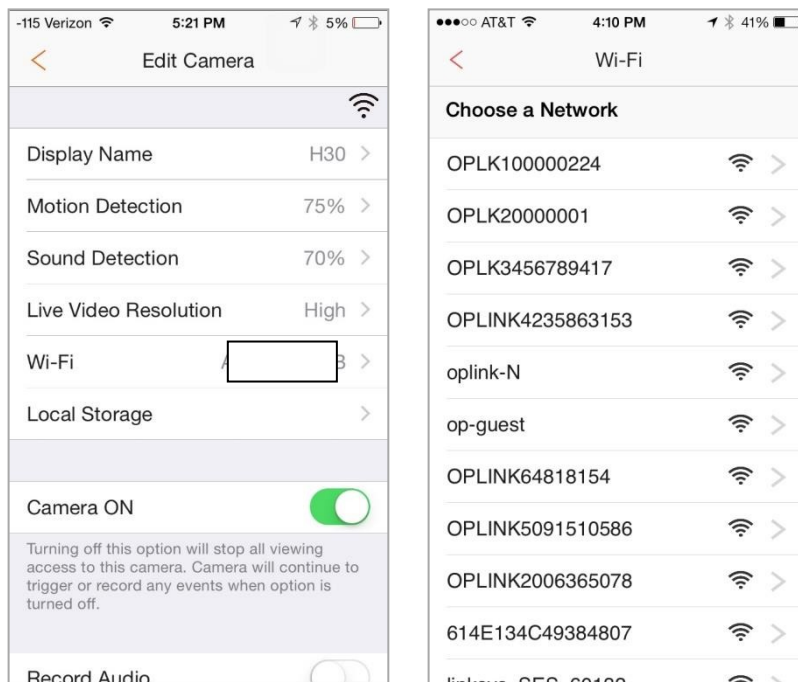 -115 Verizon 5:21 PM 5%
Edit Camera
Display Name H30
Motion Detection 75%
Sound Detection 70%
Live Video Resolution High
Wi-Fi
Local Storage
Camera ON
Turning off this option will stop all viewing
access to this camera. Camera will continue to
trigger or record any events when option is
turned off.
Record Audio
AT&T 4:10 PM 41%
Wi-Fi
Choose a Network
OPLK100000224
OPLK20000001
OPLK3456789417
OPLINK4235863153
oplink-N
op-guest
OPLINK64818154
OPLINK5091510586
OPLINK2006365078
614E134C49384807